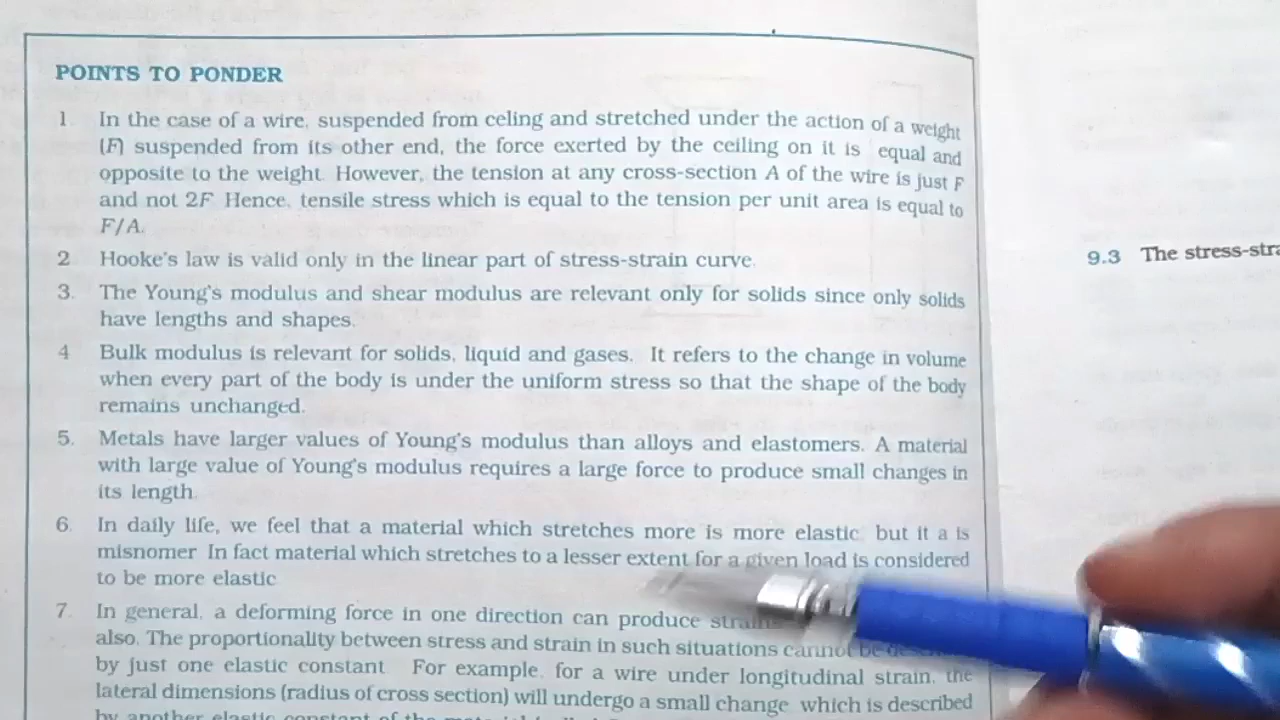 POINTS TO PONDER
1. In the case of a wire, suspended from celing and stretched under the action of a weight
(F) suspended from its other end, the force exerted by the ceiling on it is equal and
opposite to the weight. However, the tension at any cross-section A of the wire is just F
and not 2F. Hence, tensile stress which is equal to the tension per unit area is equal to
F/A.
2 Hooke's law is valid only in the linear part of stress-strain curve.
3. The Young's modulus and shear modulus are relevant only for solids since only solids
have lengths and shapes.
4 Bulk modulus is relevant for solids, liquid and gases. It refers to the change in volume
when every part of the body is under the uniform stress so that the shape of the body
remains unchanged.
5. Metals have larger values of Young's modulus than alloys and elastomers. A material
with large value of Young's modulus requires a large force to produce small changes in
its length.
6. In daily life, we feel that a material which stretches more is more elastic, but it a is
misnomer. In fact material which stretches to a lesser extent for a given load is considered
to be more elastic
7. In general, a deforming force in one direction can produce strains
also. The proportionality between stress and strain in such situations cannot be
by just one elastic constant. For example, for a wire under longitudinal strain, the
lateral dimensions (radius of cross section) will undergo a small change which is described
by another elastic constant of the
9.3 The stress-stra